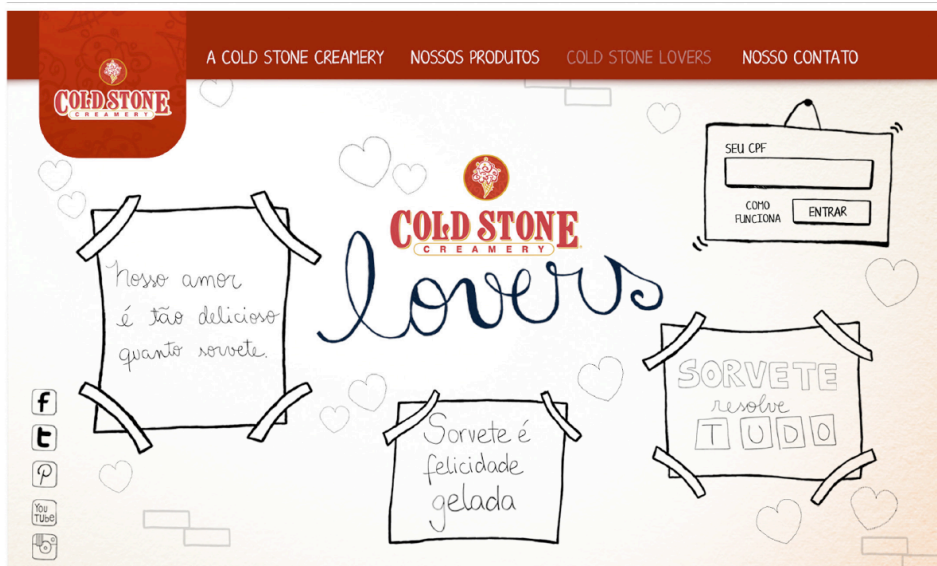 A COLD STONE CREAMERY NOSSOS PRODUTOS COLD STONE LOVERS NOSSO CONTATO
COLD STONE
CREAMERY
SEU CPF
COMO
FUNCIONA
ENTRAR
COLD STONE
CREAMERY
lovers
Nosso amor
é tão delicioso
quanto sorvete.
SORVETE
resolve
TUDO
Sorvete é
felicidade
gelada
f
t
P
You
Tube